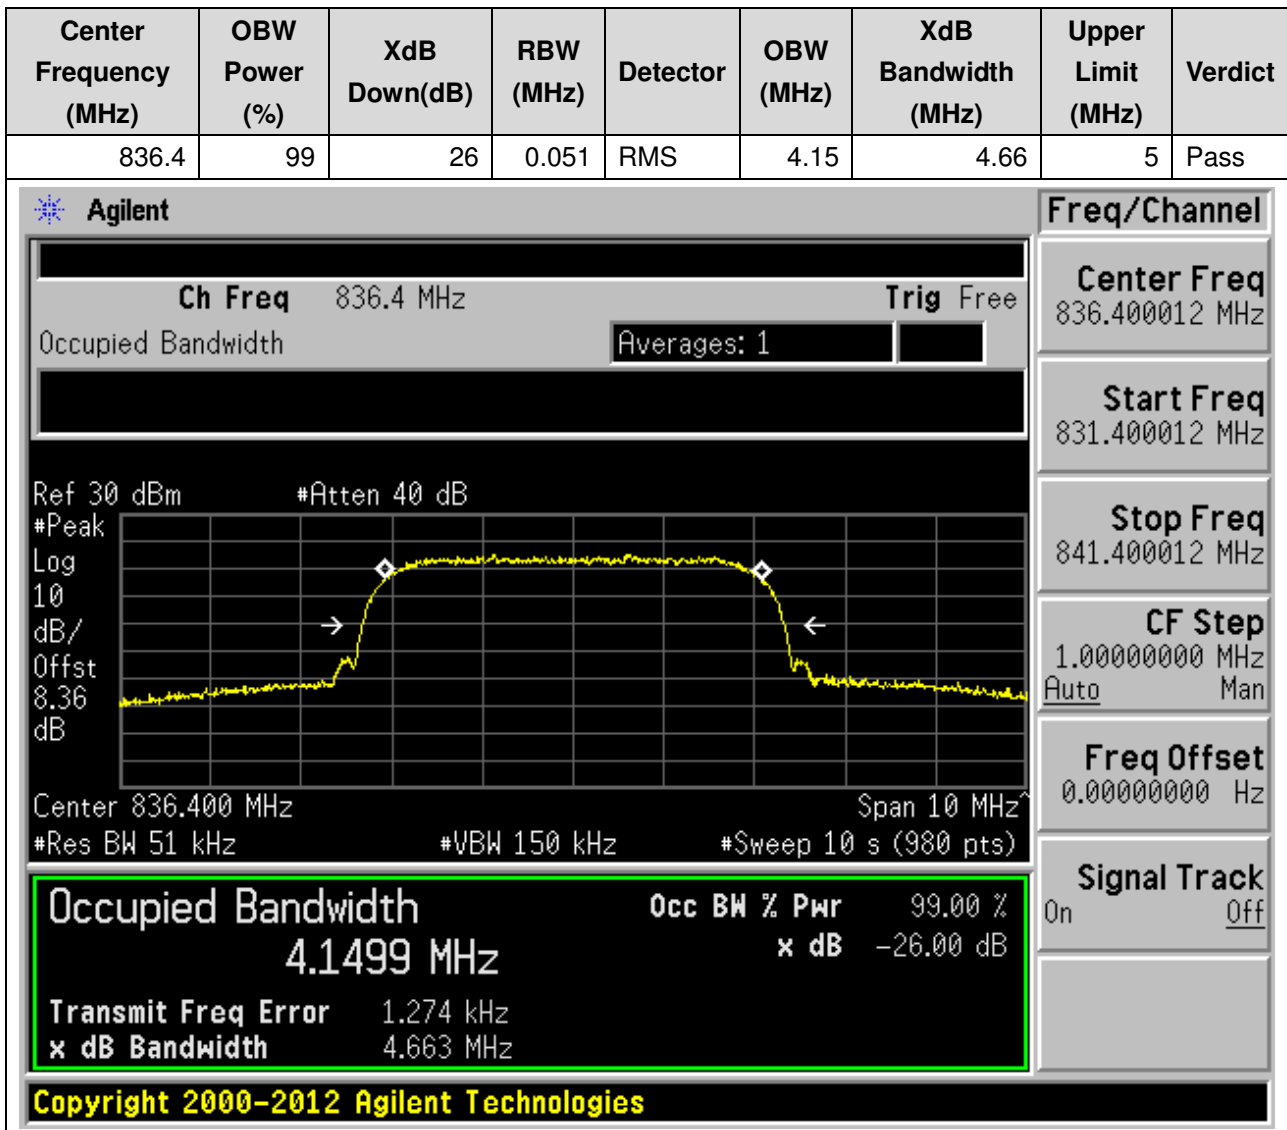 Center Frequency (MHz) OBW Power (%) XdB Down(dB) RBW (MHz) Detector OBW (MHz) XdB Bandwidth (MHz) Upper Limit (MHz) Verdict
836.4 99 26 0.051 RMS 4.15 4.66 5 Pass
Agilent
Ch Freq 836.4 MHz Trig Free
Occupied Bandwidth Averages: 1
Ref 30 dBm #Atten 40 dB
#Peak
Log
10
dB/
Offst
8.36
dB
Center 836.400 MHz Span 10 MHz^
#Res BW 51 kHz #VBW 150 kHz #Sweep 10 s (980 pts)
Occupied Bandwidth Occ BW % Pwr 99.00 %
4.1499 MHz x dB -26.00 dB
Transmit Freq Error 1.274 kHz
x dB Bandwidth 4.663 MHz
Copyright 2000-2012 Agilent Technologies
Freq/Channel
Center Freq
836.400012 MHz
Start Freq
831.400012 MHz
Stop Freq
841.400012 MHz
CF Step
1.00000000 MHz
Auto Man
Freq Offset
0.00000000 Hz
Signal Track
On Off